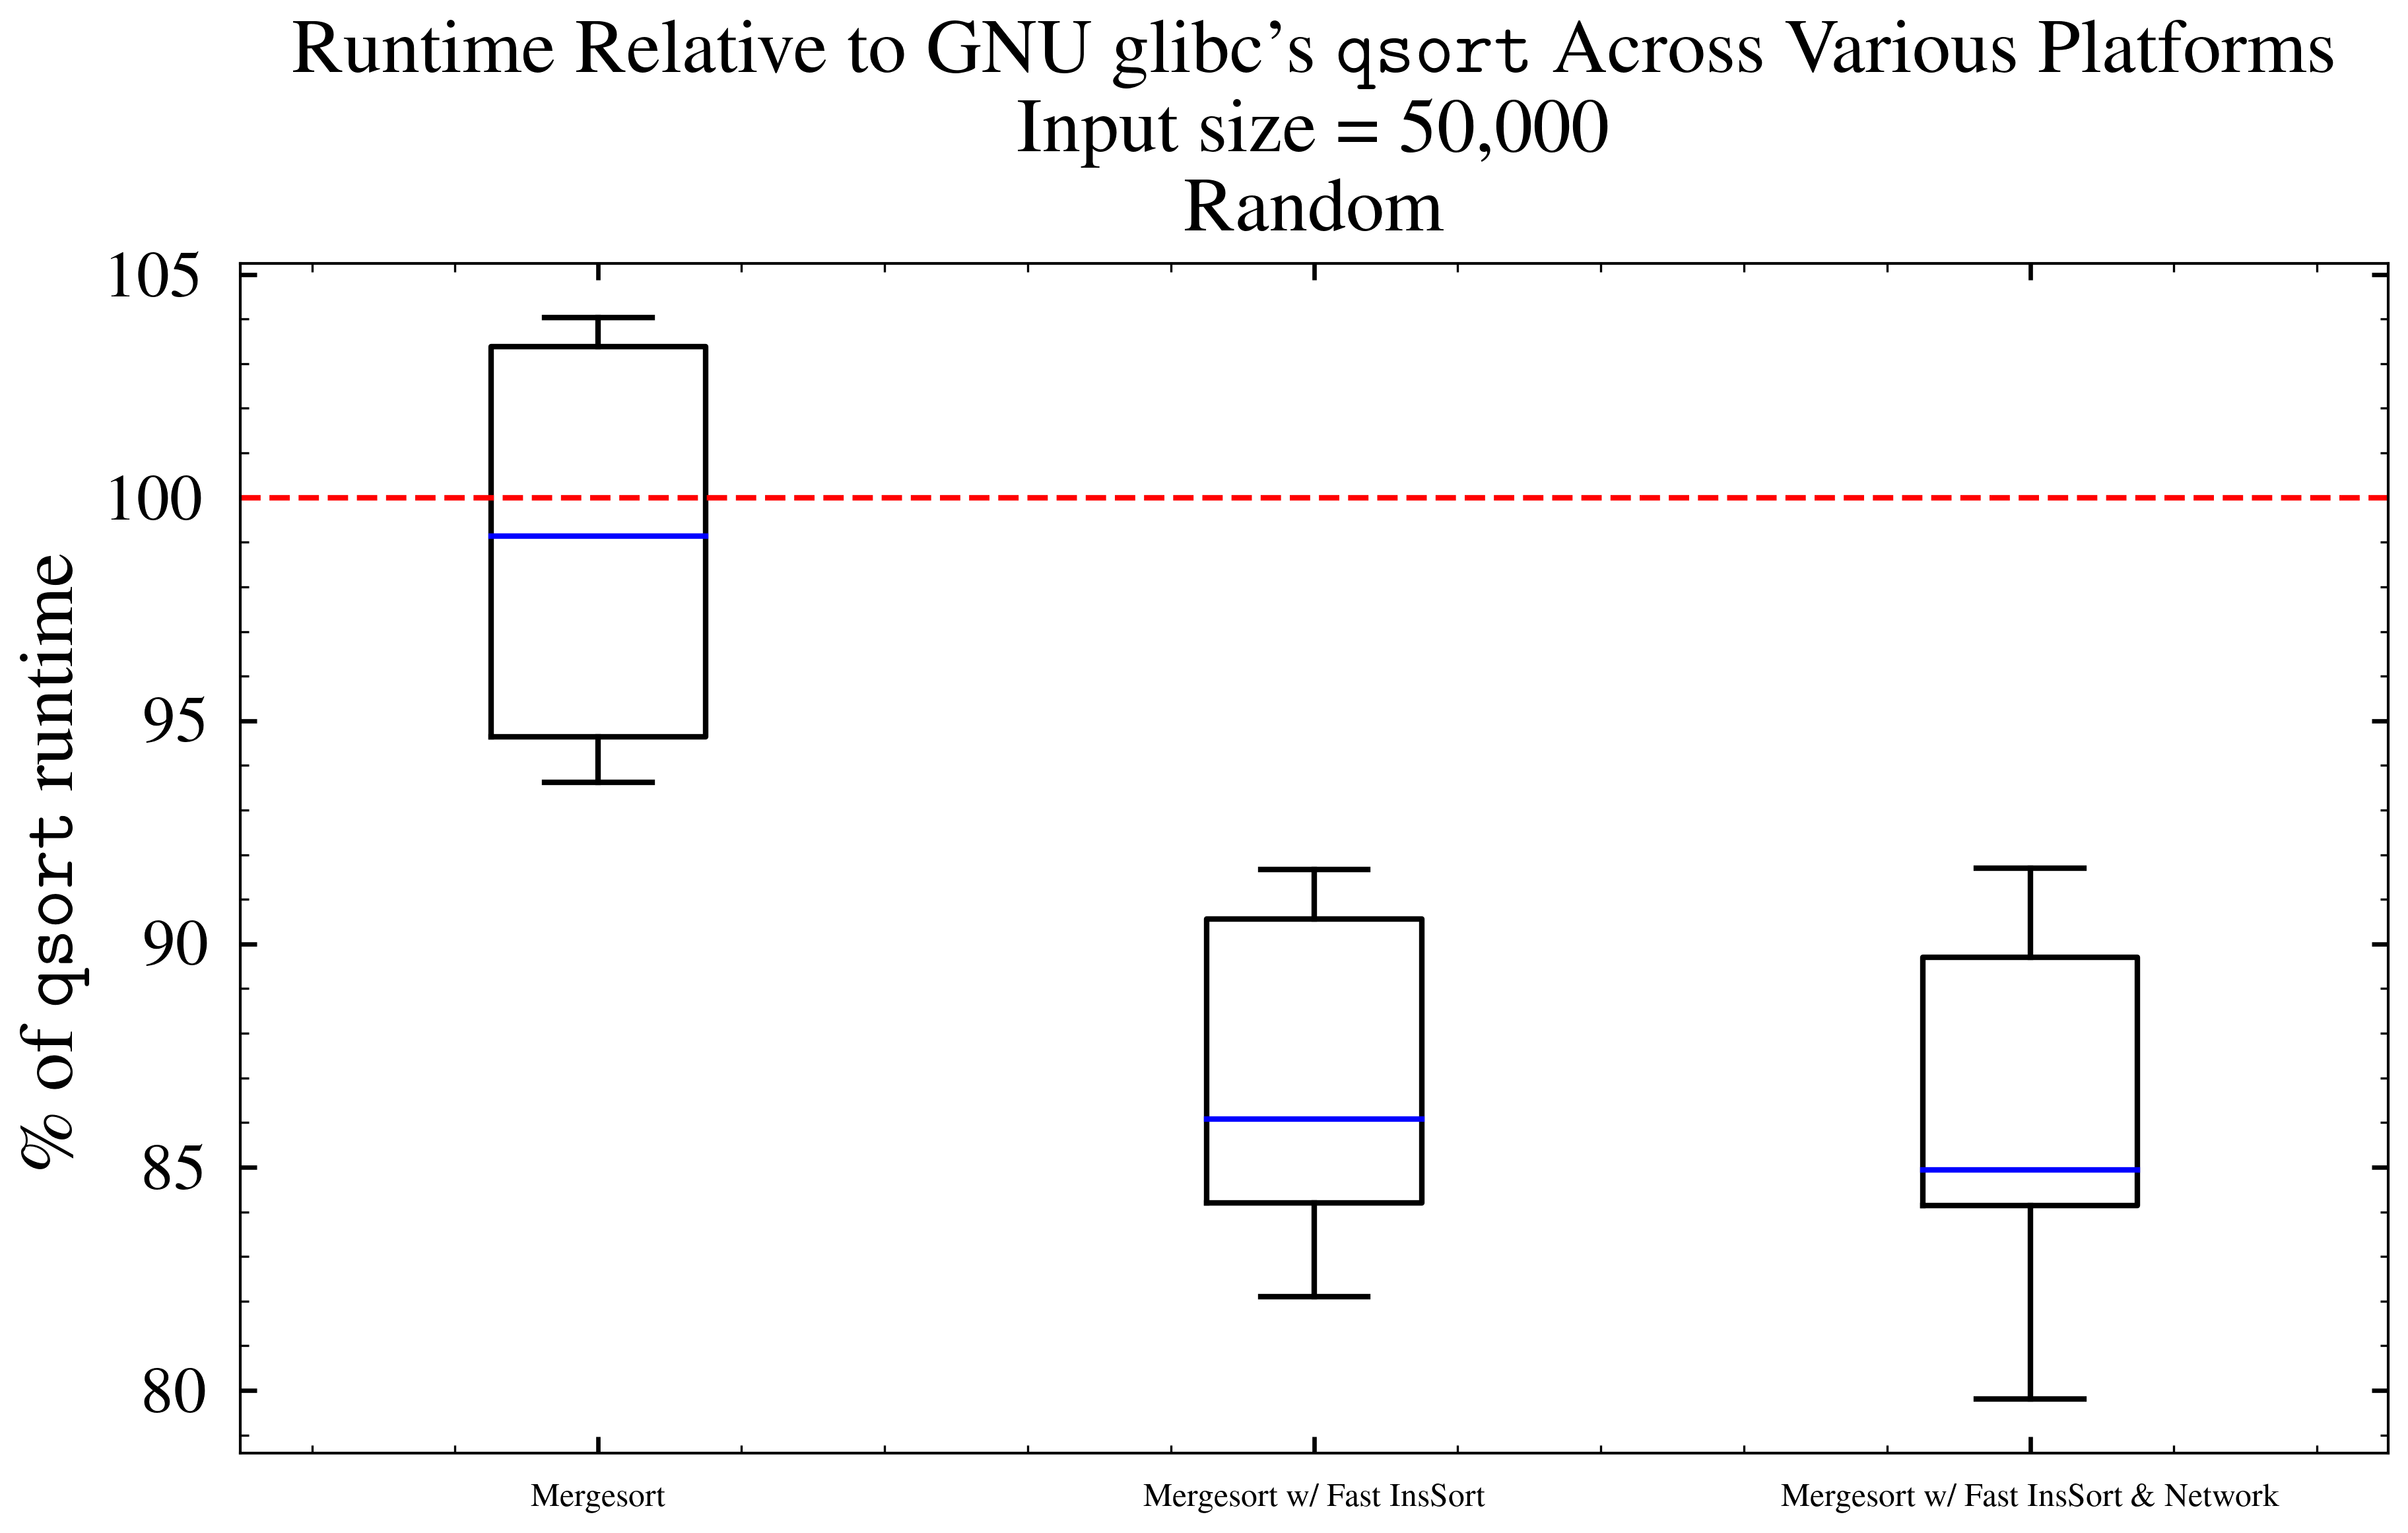 Runtime Relative to GNU glibc’s qsort Across Various Platforms
Input size = 50,000
Random
% of qsort runtime
105
100
95
90
85
80
Mergesort
Mergesort w/ Fast InsSort
Mergesort w/ Fast InsSort & Network